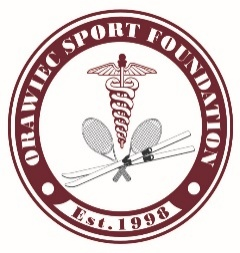 ORAWIEC SPORT FOUNDATION
Est. 1998